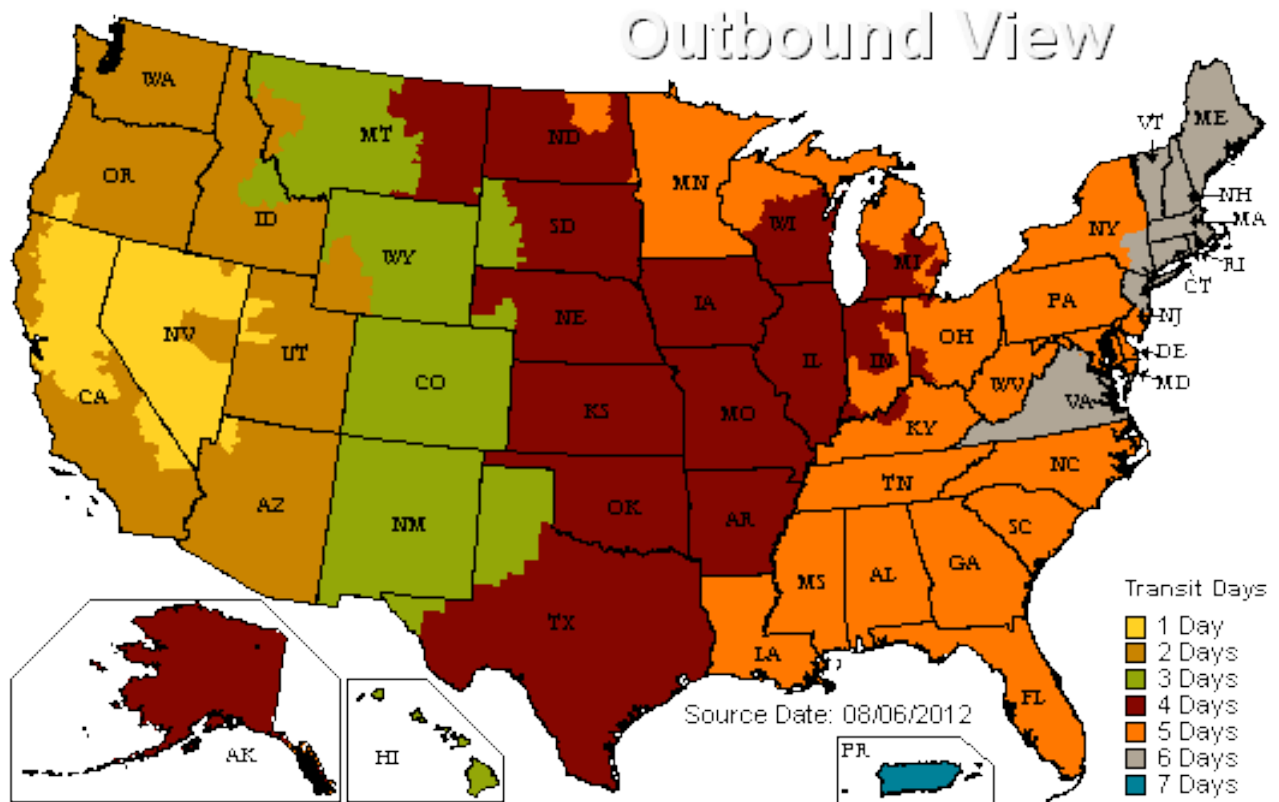 Outbound View
WA
MT
ND
VT
ME
OR
MN
ID
SD
WI
NH
MA
NY
WY
MI
RI
CT
IA
PA
NE
NJ
NV
OH
UT
IL
IN
DE
CO
WV
MD
CA
KS
MO
VA
KY
NC
TN
AZ
OK
AR
NM
SC
MS
AL
GA
Transit Days
TX
1 Day
LA
2 Days
3 Days
FL
4 Days
Source Date: 08/06/2012
5 Days
AK
HI
PR
6 Days
7 Days